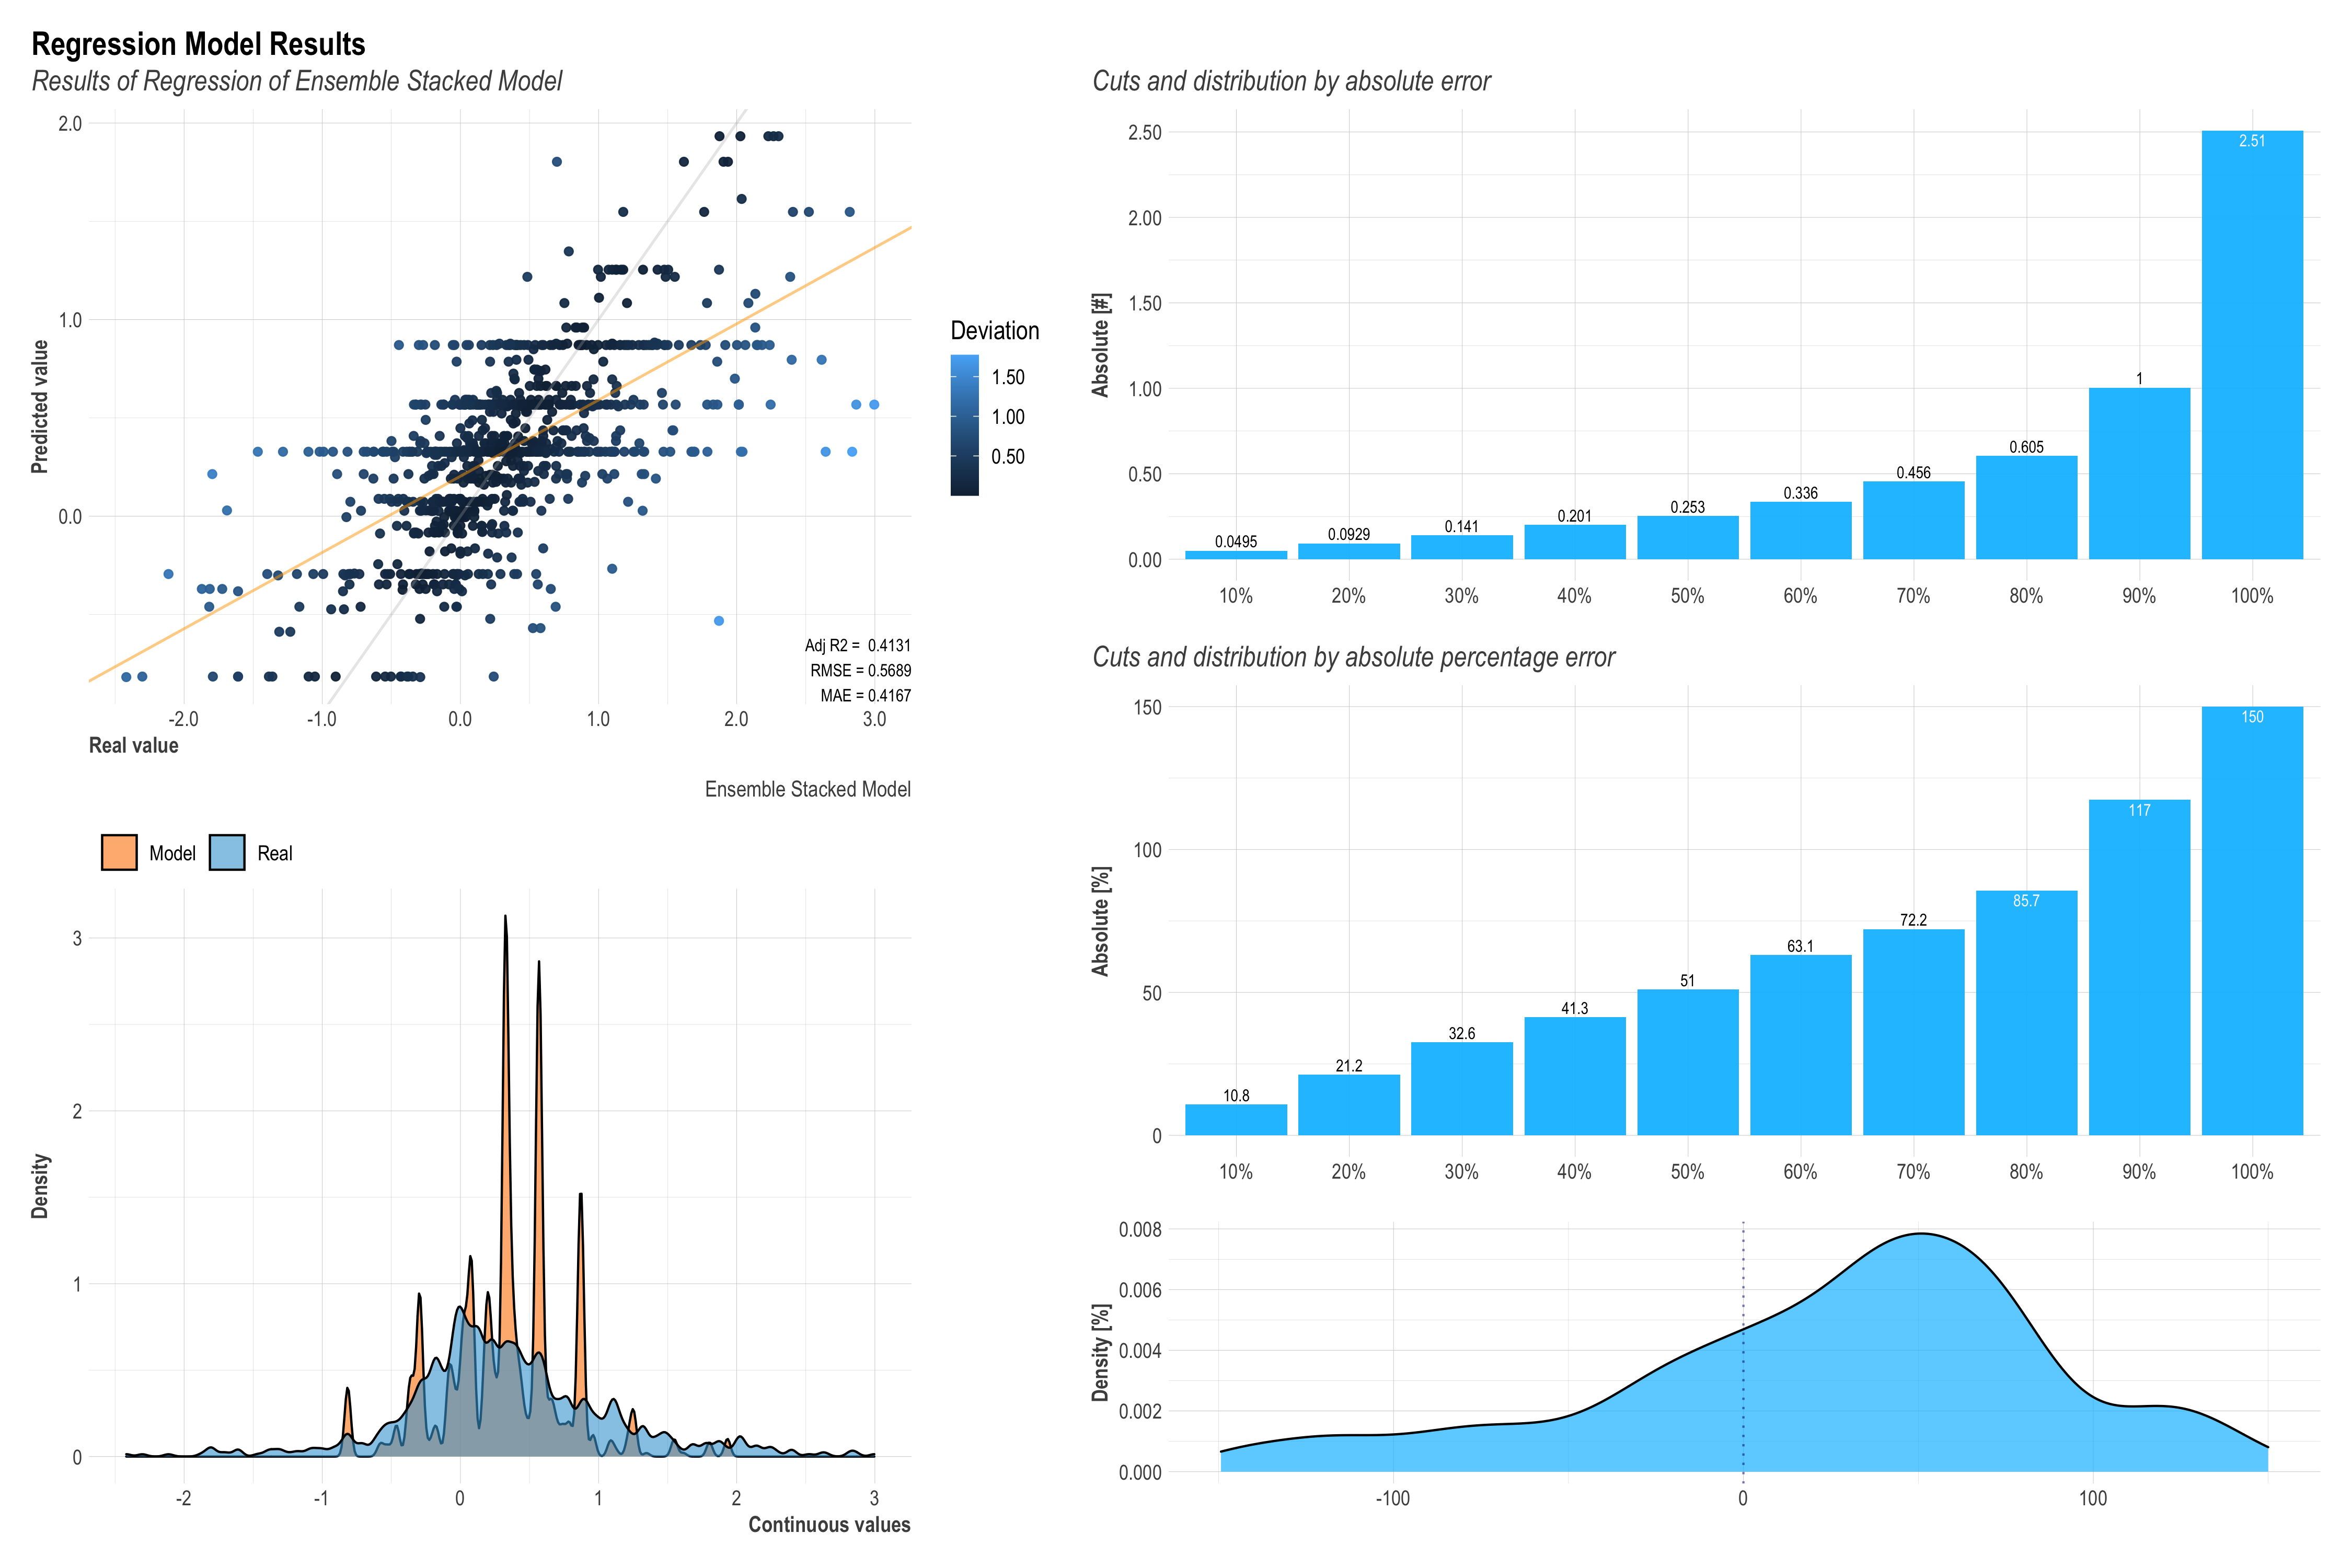 Regression Model Results
Results of Regression of Ensemble Stacked Model
2.0
1.0
0.0
Predicted value
-2.0 -1.0 0.0 1.0 2.0 3.0
Real value
Adj R2 = 0.4131
RMSE = 0.5689
MAE = 0.4167
Deviation
1.50
1.00
0.50
Ensemble Stacked Model
Model Real
3
2
1
0
Density
-2 -1 0 1 2 3
Continuous values
Cuts and distribution by absolute error
2.50
2.00
1.50
1.00
0.50
0.00
Absolute [#]
0.0495 0.0929 0.141 0.201 0.253 0.336 0.456 0.605 1 2.51
10% 20% 30% 40% 50% 60% 70% 80% 90% 100%
Cuts and distribution by absolute percentage error
150
100
50
0
Absolute [%]
10.8 21.2 32.6 41.3 51 63.1 72.2 85.7 117 150
10% 20% 30% 40% 50% 60% 70% 80% 90% 100%
0.008
0.006
0.004
0.002
0.000
Density [%]
-100 0 100